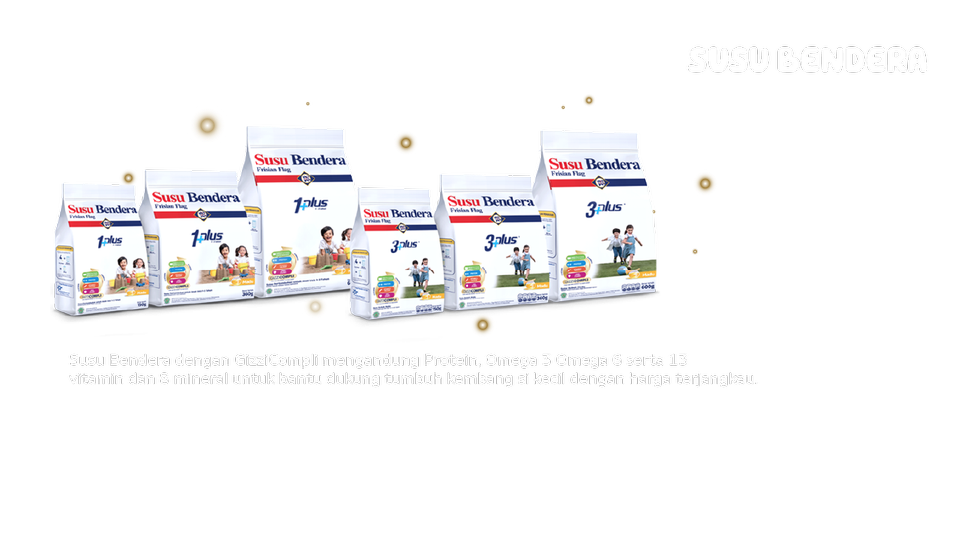 SUSU BENDERA
Susu Bendera
Frisian Flag
1plus
Susu Bendera
Frisian Flag
1plus
Susu Bendera
Frisian Flag
1plus
Susu Bendera
Frisian Flag
3plus
Susu Bendera
Frisian Flag
3plus
360g
Susu Bendera
Frisian Flag
3plus
600g
Susu Bendera dengan GizziCompli mengandung Protein, Omega 3 Omega 6 serta 13
vitamin dan 8 mineral untuk bantu dukung tumbuh kembang si kecil dengan harga terjangkau.